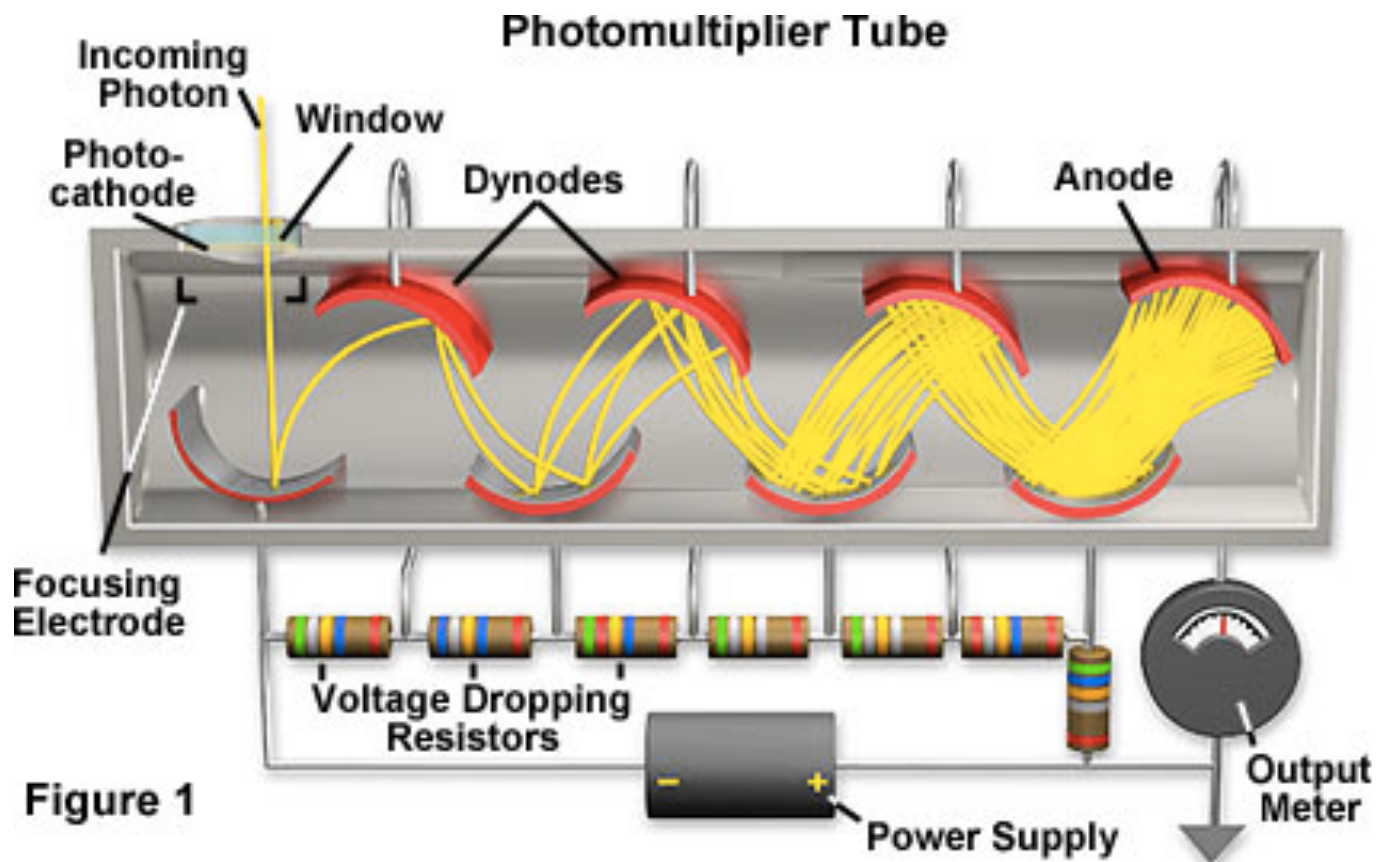 Photomultiplier Tube
Incoming
Photon
Window
Photo-
cathode
Dynodes
Anode
Focusing
Electrode
Voltage Dropping
Resistors
− +
Power Supply
Output
Meter
Figure 1